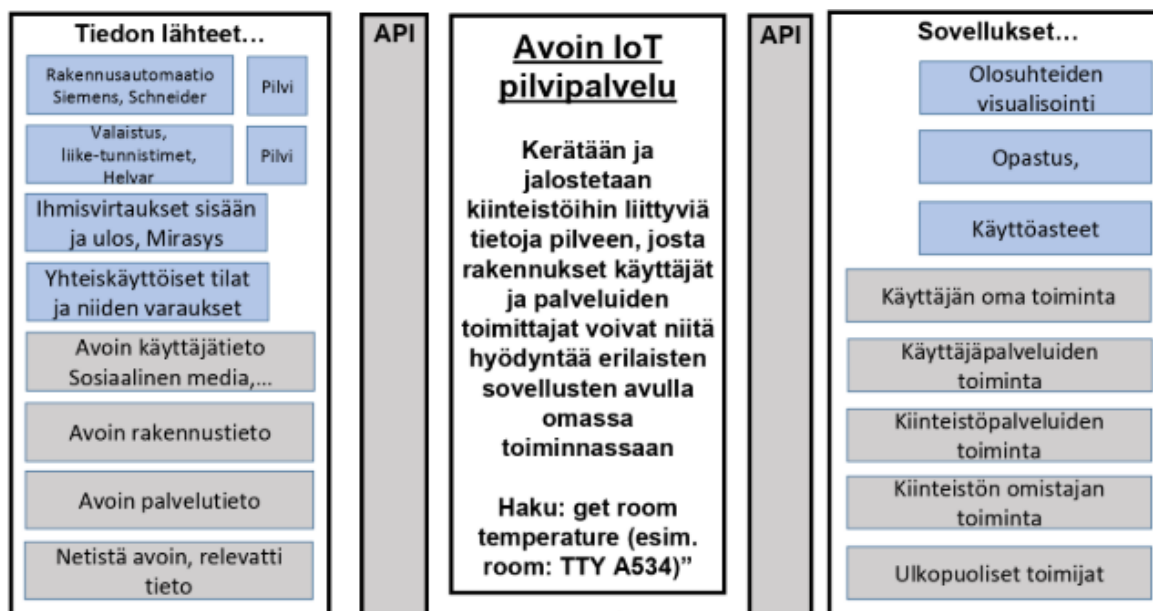 Tiedon lähteet...
Rakennusautomaatio
Siemens, Schneider
Pilvi
Valaistus,
liike-tunnistimet,
Helvar
Pilvi
Ihmisvirtaukset sisään
ja ulos, Mirasys
Yhteiskäyttöiset tilat
ja niiden varaukset
Avoin käyttäjätieto
Sosiaalinen media,...
Avoin rakennustieto
Avoin palvelutieto
Netistä avoin, relevatti
tieto
API
Avoin IoT
pilvipalvelu
Kerätään ja
jalostetaan
kiinteistöihin liittyviä
tietoja pilveen, josta
rakennukset käyttäjät
ja palveluiden
toimittajat voivat niitä
hyödyntää erilaisten
sovellusten avulla
omassa
toiminnassaan
Haku: get room
temperature (esim.
room: TTY A534)”
API
Sovellukset...
Olosuhteiden
visualisointi
Opastus,
Käyttöasteet
Käyttäjän oma toiminta
Käyttäjäpalveluiden
toiminta
Kiinteistöpalveluiden
toiminta
Kiinteistön omistajan
toiminta
Ulkopuoliset toimijat